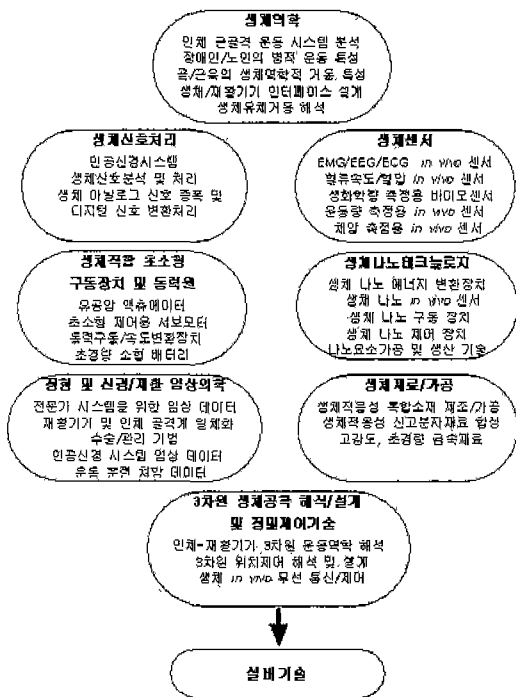 생체역학
인체 근골격 운동 시스템 분석
장애인/노인의 병적 운동 특성
골/근육의 생체역학적 거동, 특성
생체/재활기기 인터페이스 설계
생체유체거동 해석
생체신호처리
인공신경시스템
생체신호분석 및 처리
생체 아날로그 신호 증폭 및
디지털 신호 변환처리
생체센서
EMG/EEG/ECG in vivo 센서
혈류속도/혈압 in vivo 센서
생화학량 측정용 바이오센서
운동량 측정용 in vivo 센서
체압 측정용 in vivo 센서
생체적합 초소형
구동장치 및 동력원
유공압 액츄에이터
초소형 제어용 서보모터
동력구동/속도변환장치
초경량 소형 배터리
생체나노테크놀로지
생체 나노 에너지 변환장치
생체 나노 in vivo 센서
생체 나노 구동 장치
생체 나노 제어 장치
나노요소가공 및 생산 기술
정형 및 신경/재활 임상의학
전문가 시스템을 위한 임상 데이터
재활기기 및 인체 골격계 일체화
수술/관리 기법
인공신경 시스템 임상 데이터
운동 훈련 처방 데이터
생체재료/가공
생체적응성 복합소재 제조/가공
생체적응성 신고분자재료 합성
고강도, 초경량 금속재료
3차원 생체공학 해석/설계
및 정밀제어기술
인체-재활기기 3차원 운동역학 해석
3차원 위치제어 해석 및 설계
생체 in vivo 무선 통신/제어
설비기술